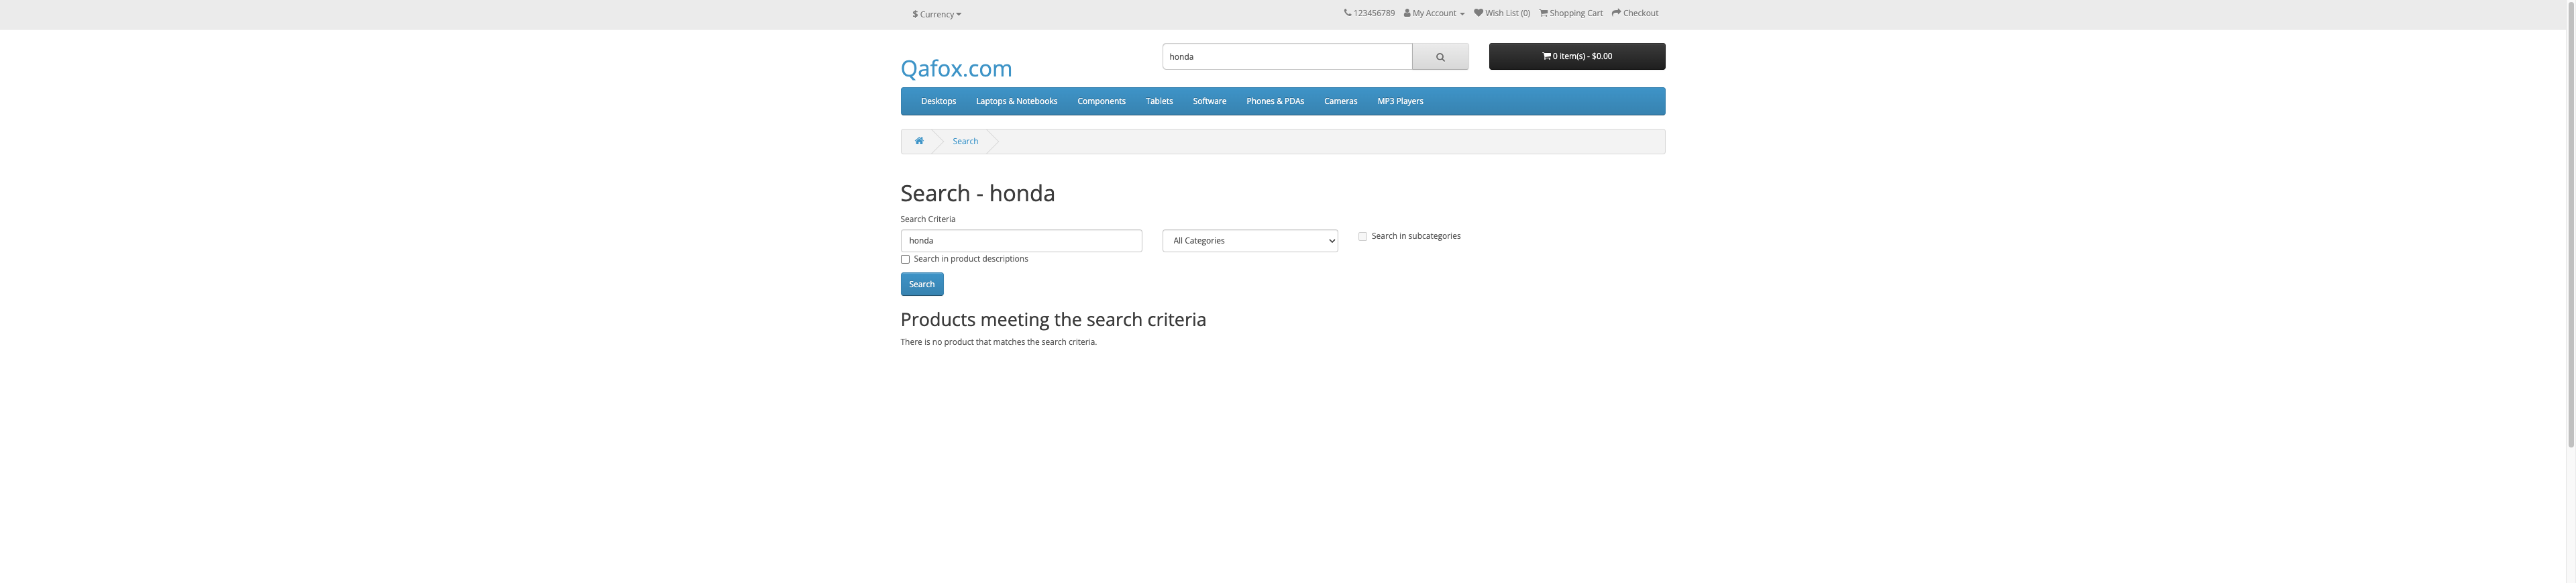 $ Currency
123456789 My Account Wish List (0) Shopping Cart Checkout
Qafox.com
honda
0 item(s) - $0.00
Desktops Laptops & Notebooks Components Tablets Software Phones & PDAs Cameras MP3 Players
Search
Search - honda
Search Criteria
honda All Categories Search in subcategories
Search in product descriptions
Search
Products meeting the search criteria
There is no product that matches the search criteria.